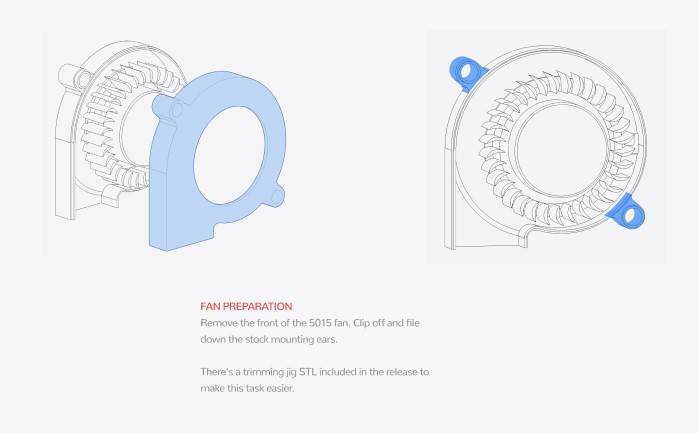 FAN PREPARATION
Remove the front of the 5015 fan. Clip off and file
down the stock mounting ears.
There's a trimming jig STL included in the release to
make this task easier.